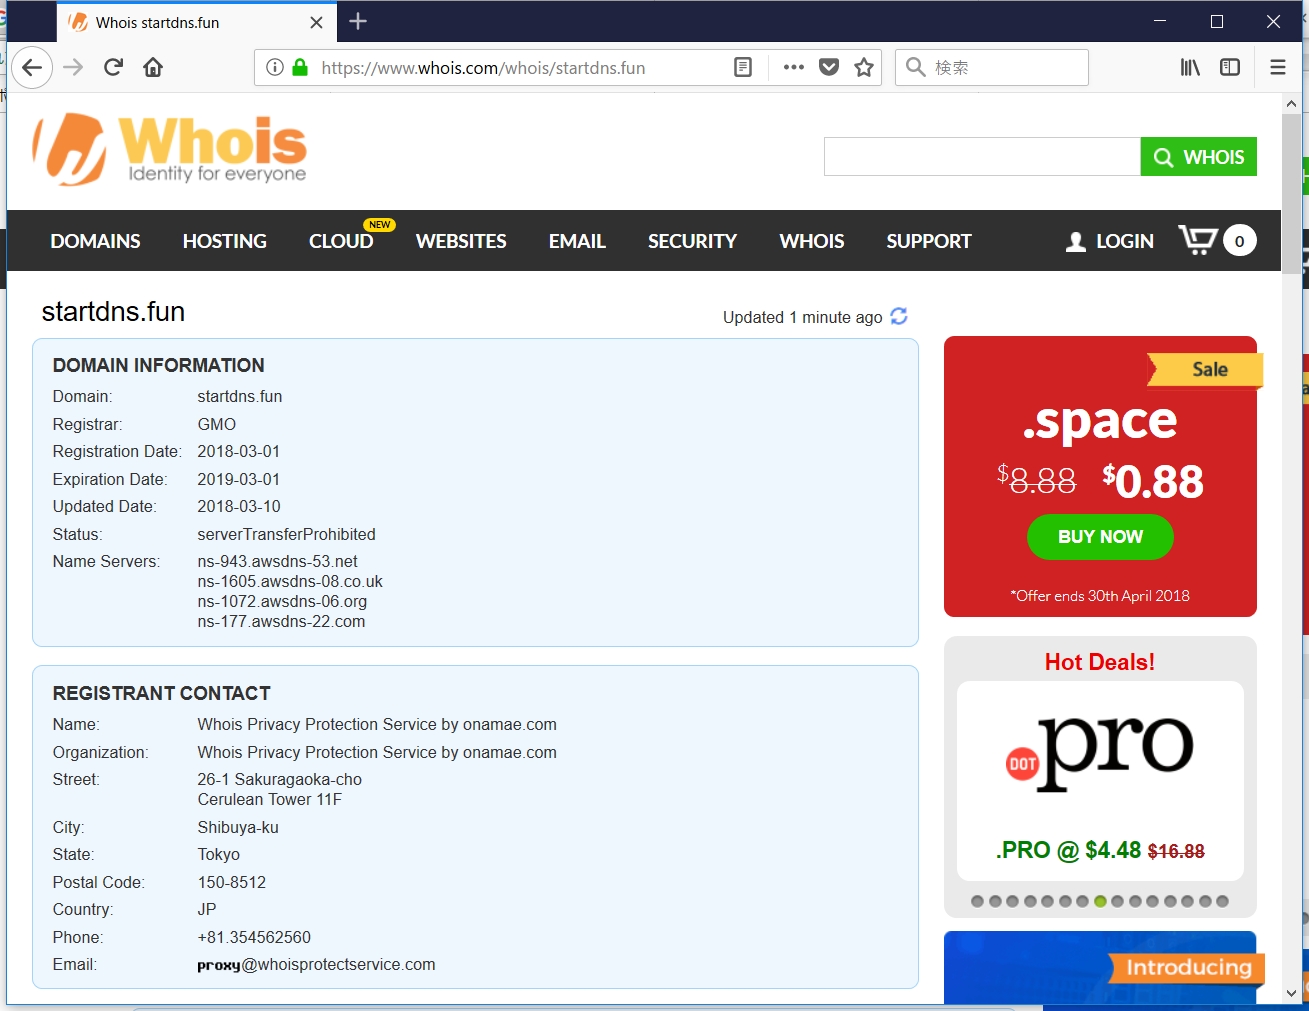 Whois startdns.fun
https://www.whois.com/whois/startdns.fun
検索
Whois
Identity for everyone
WHOIS
DOMAINS HOSTING CLOUD NEW WEBSITES EMAIL SECURITY WHOIS SUPPORT LOGIN 0
startdns.fun
Updated 1 minute ago
DOMAIN INFORMATION
Domain: startdns.fun
Registrar: GMO
Registration Date: 2018-03-01
Expiration Date: 2019-03-01
Updated Date: 2018-03-10
Status: serverTransferProhibited
Name Servers: ns-943.awsdns-53.net
ns-1605.awsdns-08.co.uk
ns-1072.awsdns-06.org
ns-177.awsdns-22.com
REGISTRANT CONTACT
Name: Whois Privacy Protection Service by onamae.com
Organization: Whois Privacy Protection Service by onamae.com
Street: 26-1 Sakuragaoka-cho
Cerulean Tower 11F
City: Shibuya-ku
State: Tokyo
Postal Code: 150-8512
Country: JP
Phone: +81.354562560
Email: proxy@whoisprotectservice.com
Sale
.space
$8.88 $0.88
BUY NOW
*Offer ends 30th April 2018
Hot Deals!
DOT .pro
.PRO @ $4.48 $16.88
Introducing